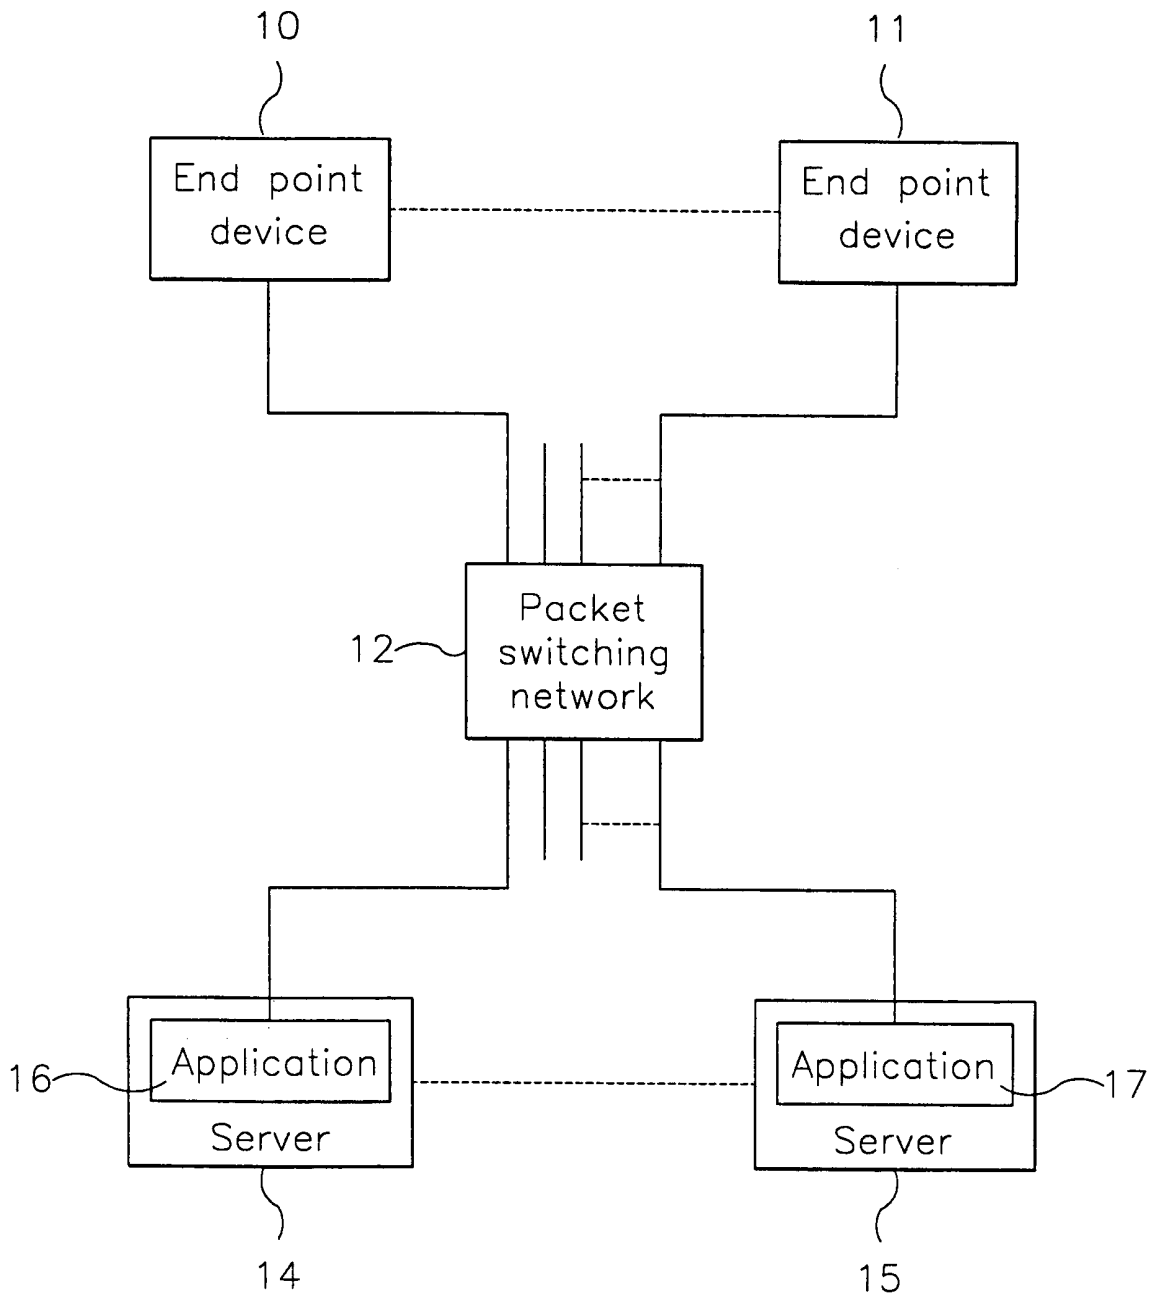 10
11
End point
device
End point
device
12
Packet
switching
network
16
Application
Server
Application
17
Server
14
15